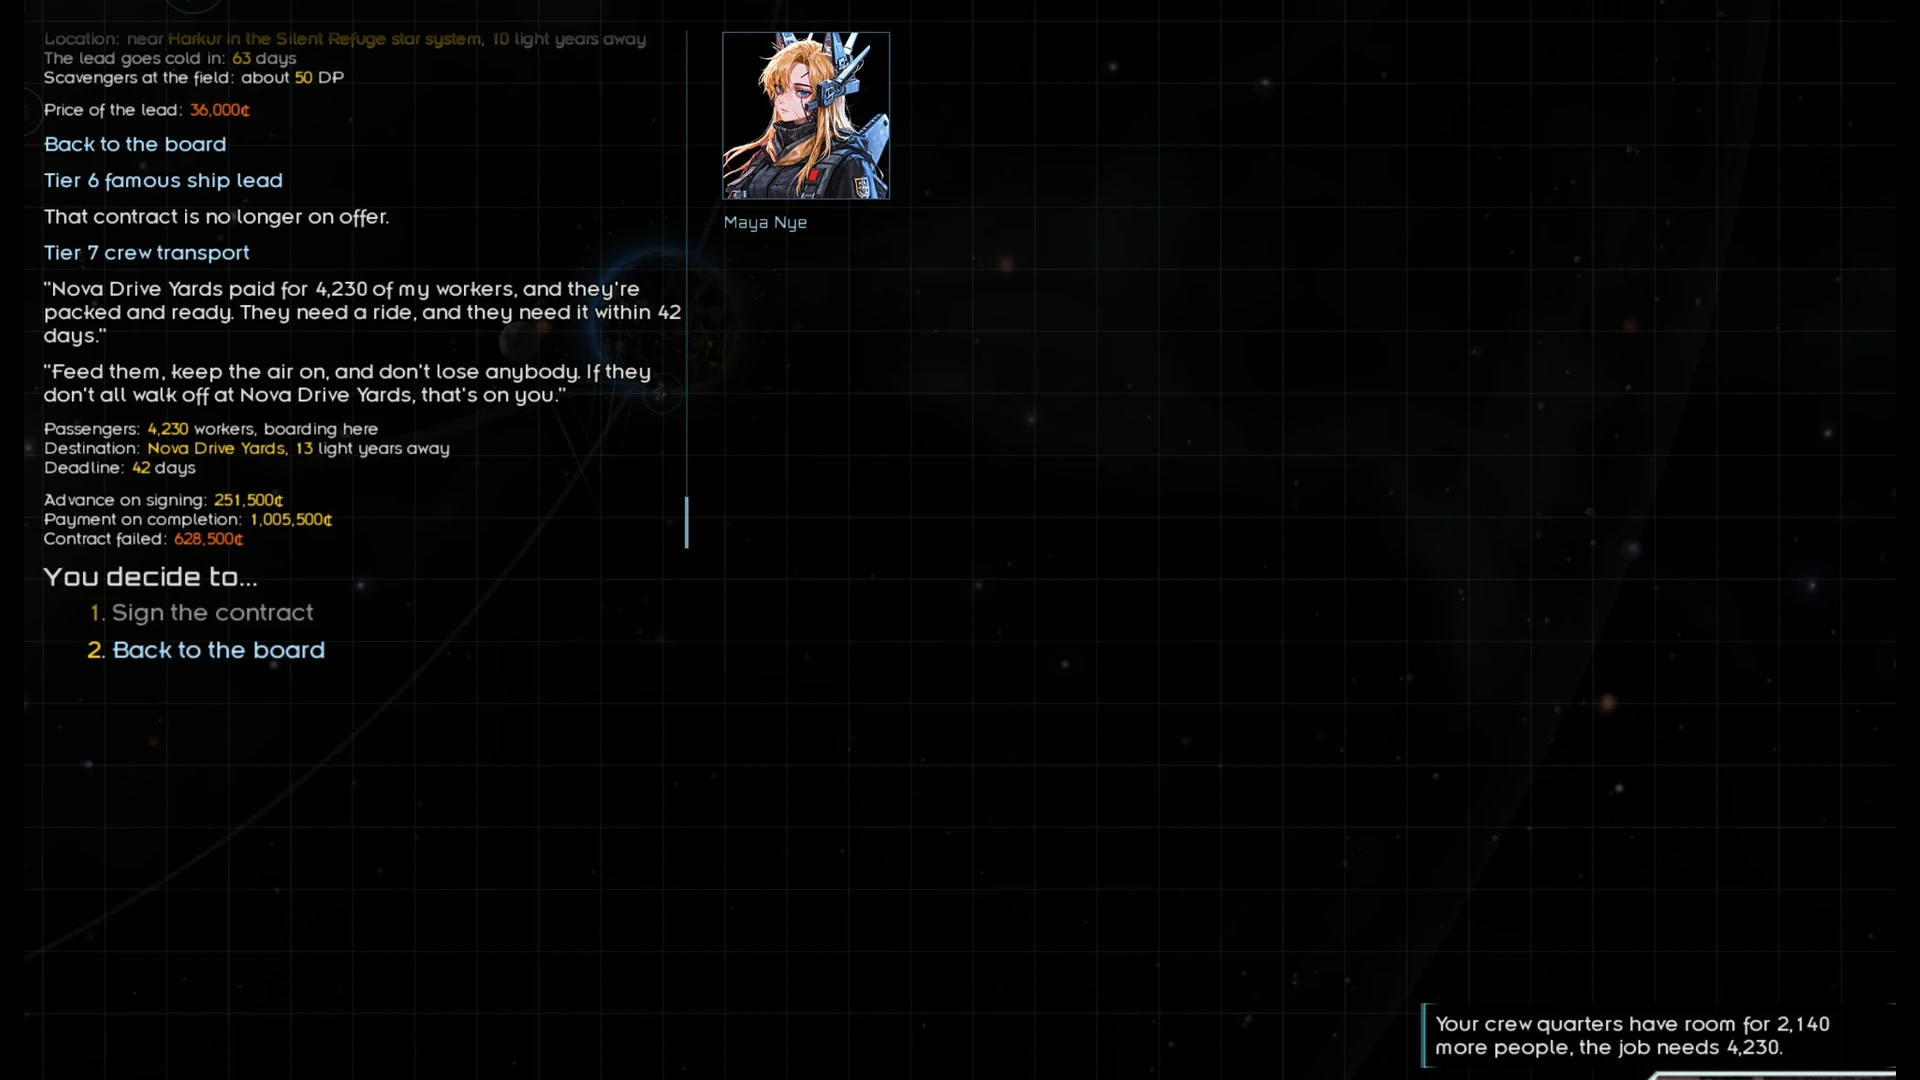 Location: near Harkur in the Silent Refuge star system, 10 light years away
The lead goes cold in: 63 days
Scavengers at the field: about 50 DP
Price of the lead: 36,000¢
Back to the board
Tier 6 famous ship lead
That contract is no longer on offer.
Tier 7 crew transport
"Nova Drive Yards paid for 4,230 of my workers, and they're
packed and ready. They need a ride, and they need it within 42
days."
"Feed them, keep the air on, and don't lose anybody. If they
don't all walk off at Nova Drive Yards, that's on you."
Passengers: 4,230 workers, boarding here
Destination: Nova Drive Yards, 13 light years away
Deadline: 42 days
Advance on signing: 251,500¢
Payment on completion: 1,005,500¢
Contract failed: 628,500¢
You decide to...
1. Sign the contract
2. Back to the board
Maya Nye
Your crew quarters have room for 2,140
more people, the job needs 4,230.